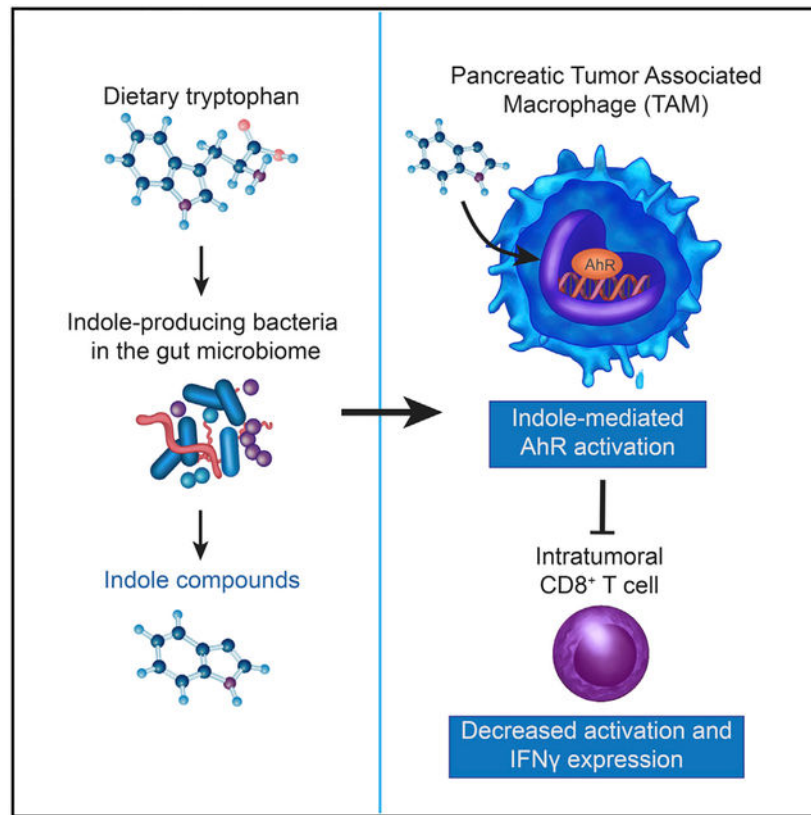 Dietary tryptophan
Indole-producing bacteria
in the gut microbiome
Indole compounds
Pancreatic Tumor Associated
Macrophage (TAM)
AhR
Indole-mediated
AhR activation
Intratumoral
CD8⁺ T cell
Decreased activation and
IFNγ expression